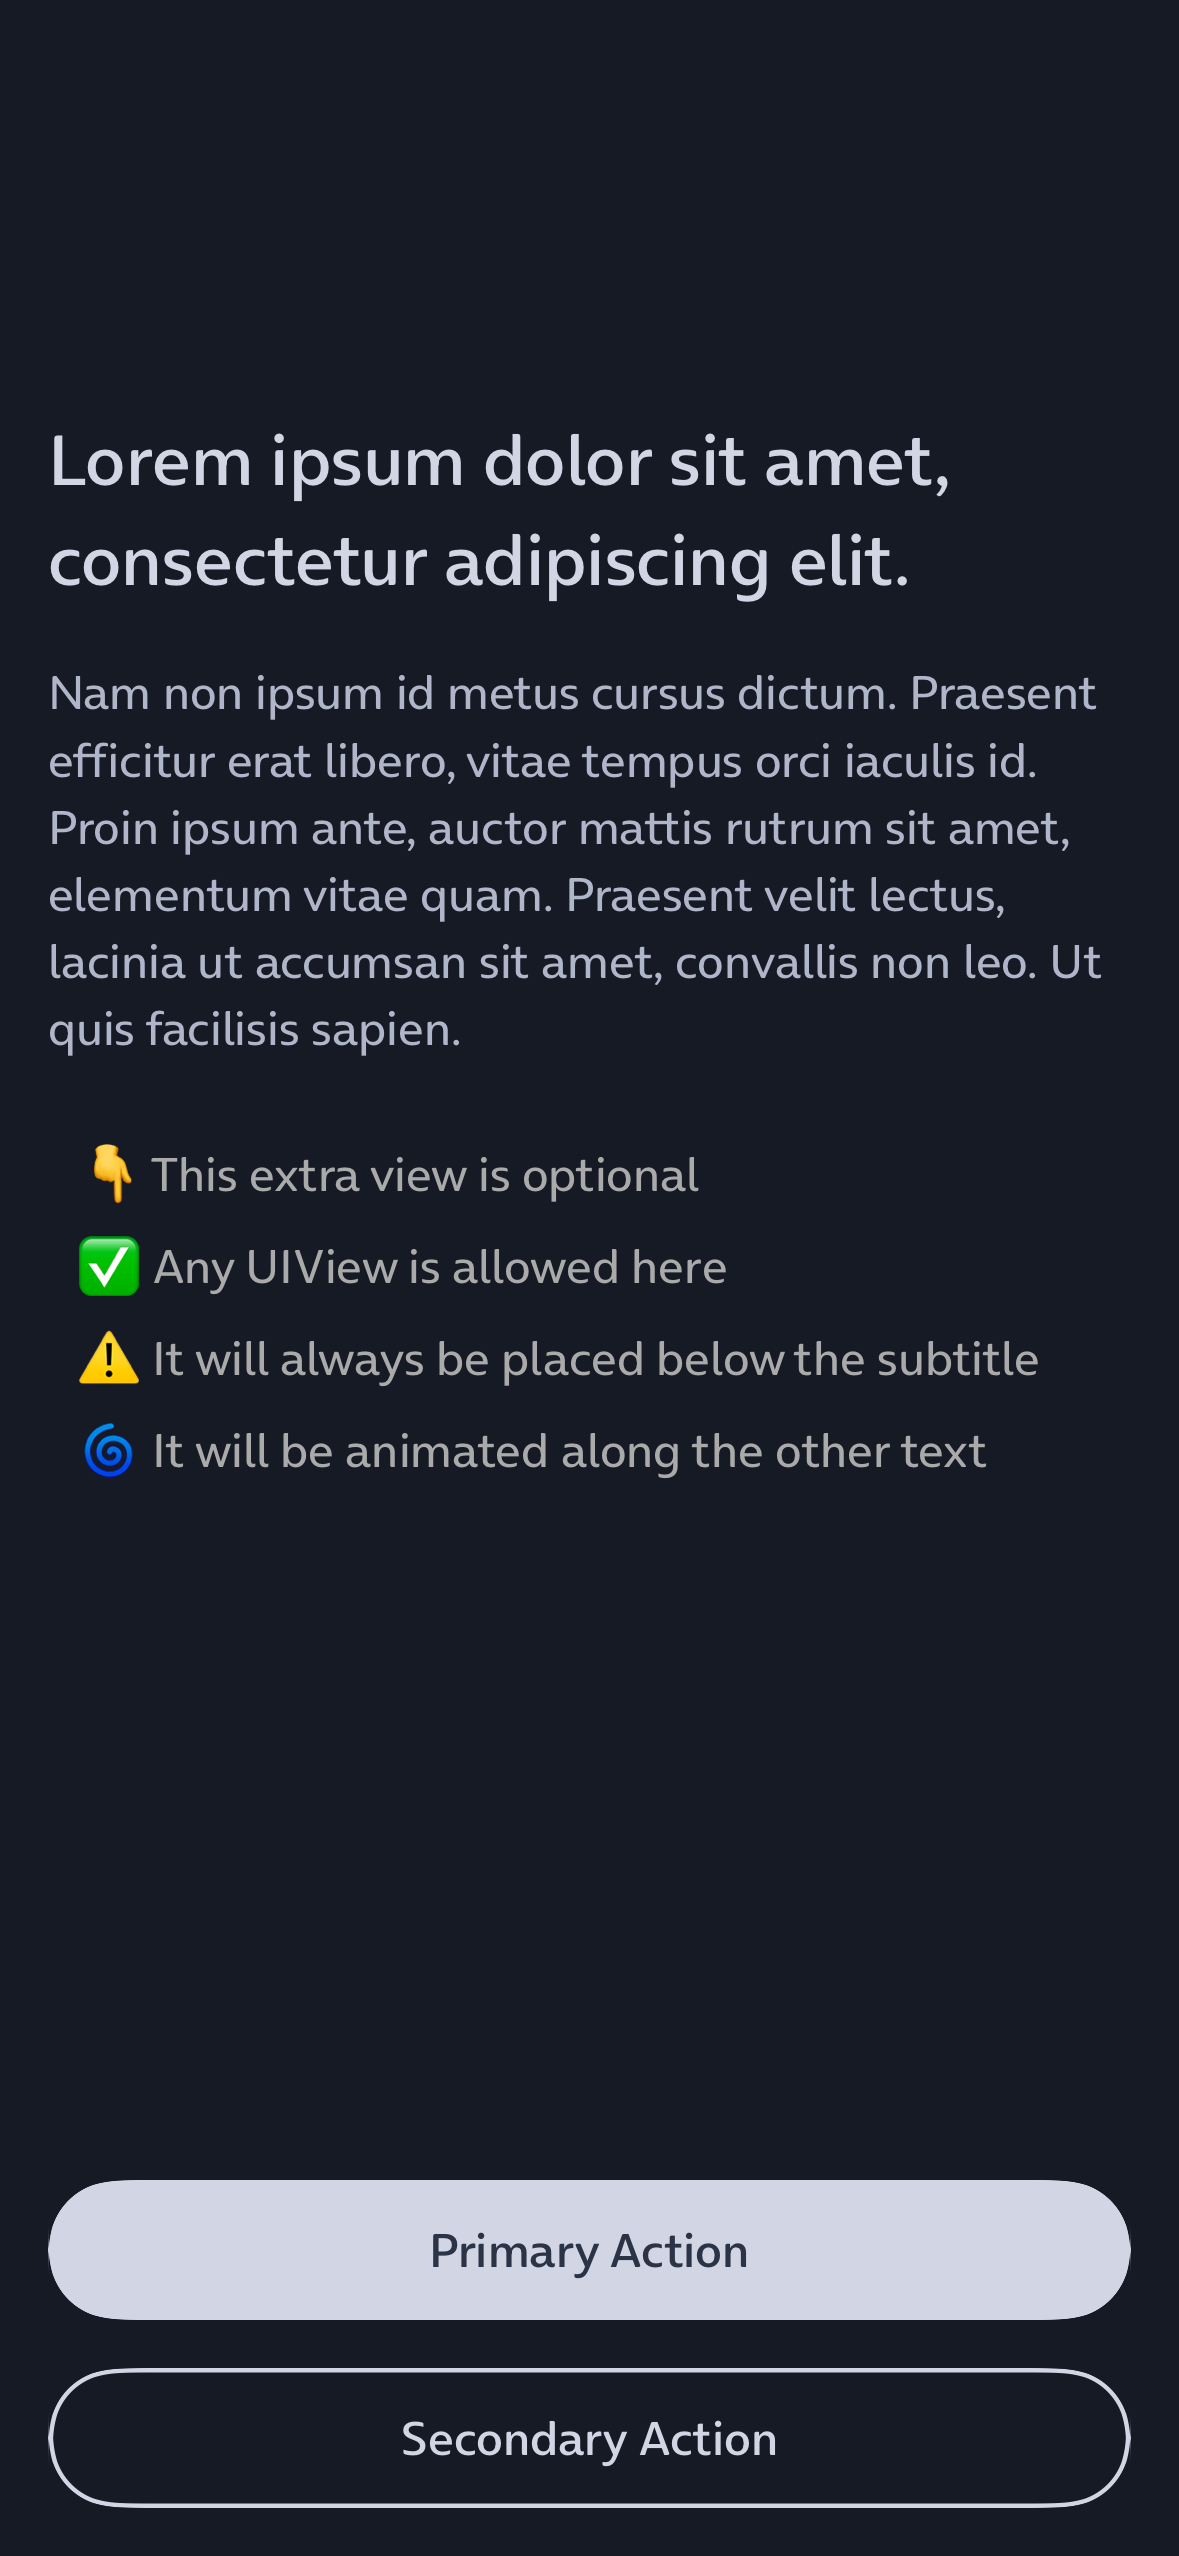 Lorem ipsum dolor sit amet,
consectetur adipiscing elit.
Nam non ipsum id metus cursus dictum. Praesent
efficitur erat libero, vitae tempus orci iaculis id.
Proin ipsum ante, auctor mattis rutrum sit amet,
elementum vitae quam. Praesent velit lectus,
lacinia ut accumsan sit amet, convallis non leo. Ut
quis facilisis sapien.
👇 This extra view is optional
✅ Any UIView is allowed here
⚠️ It will always be placed below the subtitle
🌀 It will be animated along the other text
Primary Action
Secondary Action